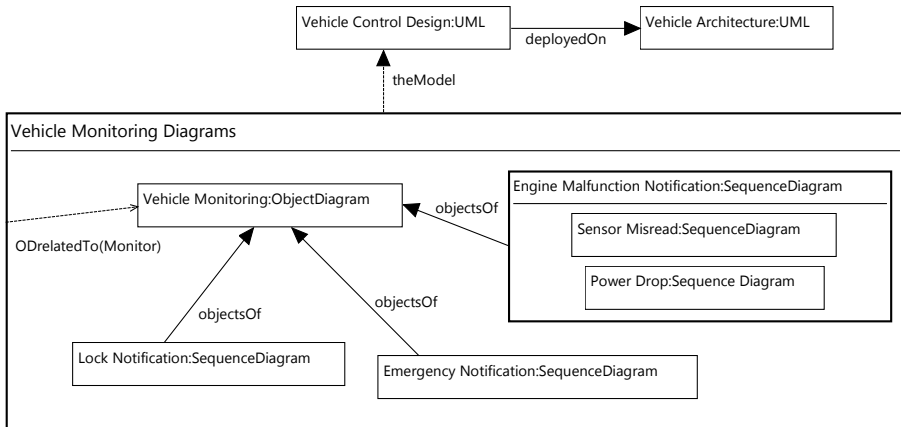 Vehicle Control Design:UML
Vehicle Architecture:UML
deployedOn
theModel
Vehicle Monitoring Diagrams
Vehicle Monitoring:ObjectDiagram
Engine Malfunction Notification:SequenceDiagram
objectsOf
Sensor Misread:SequenceDiagram
ODrelatedTo(Monitor)
Power Drop:Sequence Diagram
objectsOf
objectsOf
Lock Notification:SequenceDiagram
Emergency Notification:SequenceDiagram